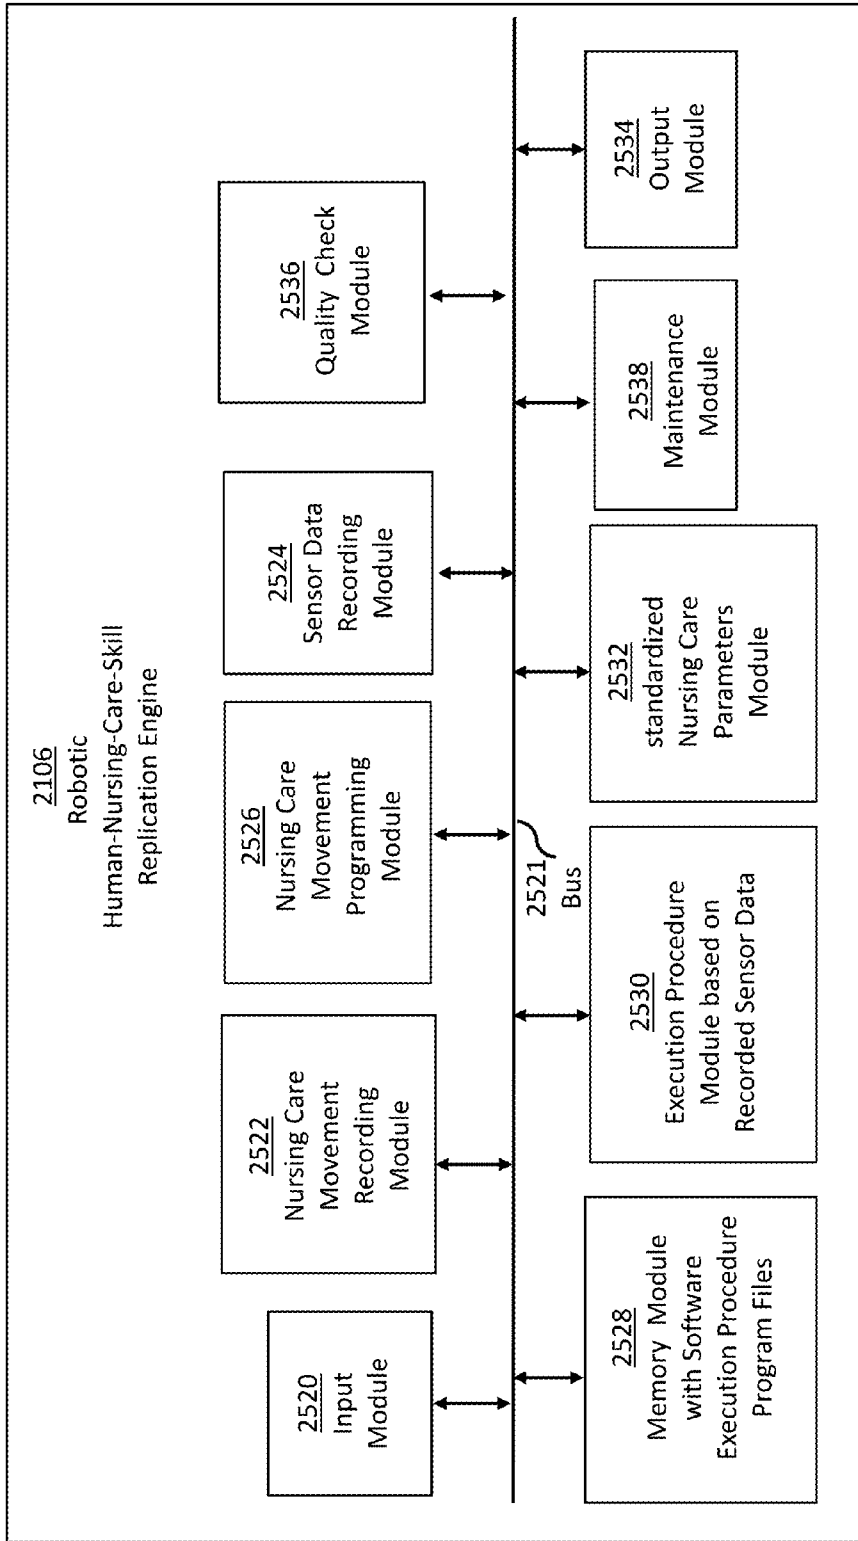 2106
Robotic
Human-Nursing-Care-Skill
Replication Engine
2520
Input
Module
2522
Nursing Care
Movement
Recording
Module
2526
Nursing Care
Movement
Programming
Module
2524
Sensor Data
Recording
Module
2536
Quality Check
Module
2521
Bus
2528
Memory Module
with Software
Execution Procedure
Program Files
2530
Execution Procedure
Module based on
Recorded Sensor Data
2532
standardized
Nursing Care
Parameters
Module
2538
Maintenance
Module
2534
Output
Module